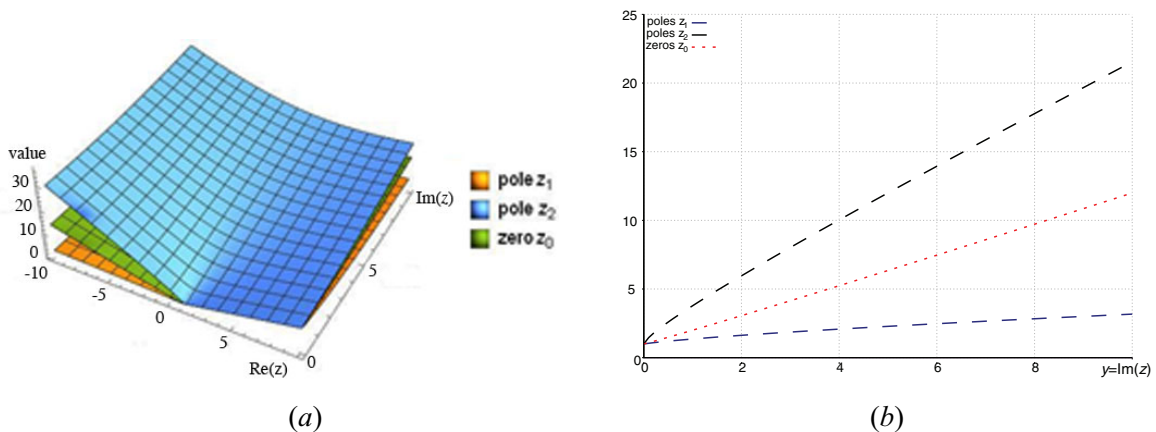 value
30
20
10
0
-10
-5
0
5
Re(z)
0
5
Im(z)
pole z₁
pole z₂
zero z₀
(a)
25
20
15
10
5
0
0
2
4
6
8
y=Im(z)
poles z₁
poles z₂
zeros z₀
(b)